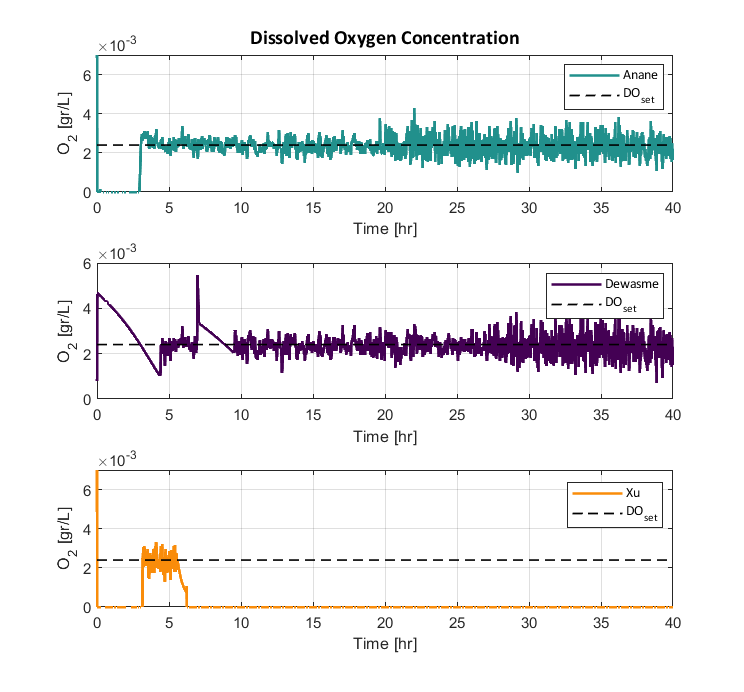 Dissolved Oxygen Concentration
×10-3
O2 [gr/L]
6
4
2
0
Anane
DOset
0 5 10 15 20 25 30 35 40
Time [hr]
×10-3
O2 [gr/L]
6
4
2
0
Dewasme
DOset
0 5 10 15 20 25 30 35 40
Time [hr]
×10-3
O2 [gr/L]
6
4
2
0
Xu
DOset
0 5 10 15 20 25 30 35 40
Time [hr]